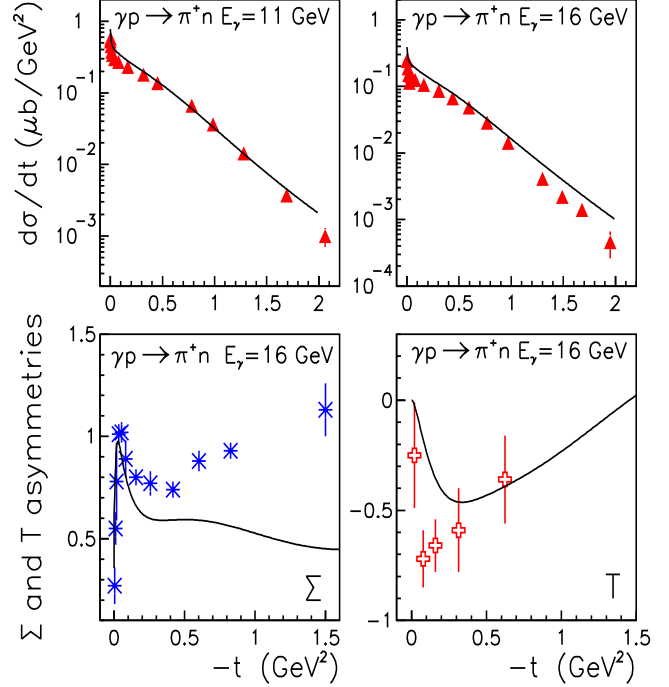 γp → π⁺n E_γ=11 GeV
γp → π⁺n E_γ=16 GeV
dσ/dt (μb/GeV²)
1
10⁻¹
10⁻²
10⁻³
0 0.5 1 1.5 2
1
10⁻¹
10⁻²
10⁻³
10⁻⁴
0 0.5 1 1.5 2
γp → π⁺n E_γ=16 GeV
γp → π⁺n E_γ=16 GeV
Σ and T asymmetries
1.5
1
0.5
Σ
0 0.5 1 1.5
-t (GeV²)
0
-0.5
-1
T
0 0.5 1 1.5
-t (GeV²)